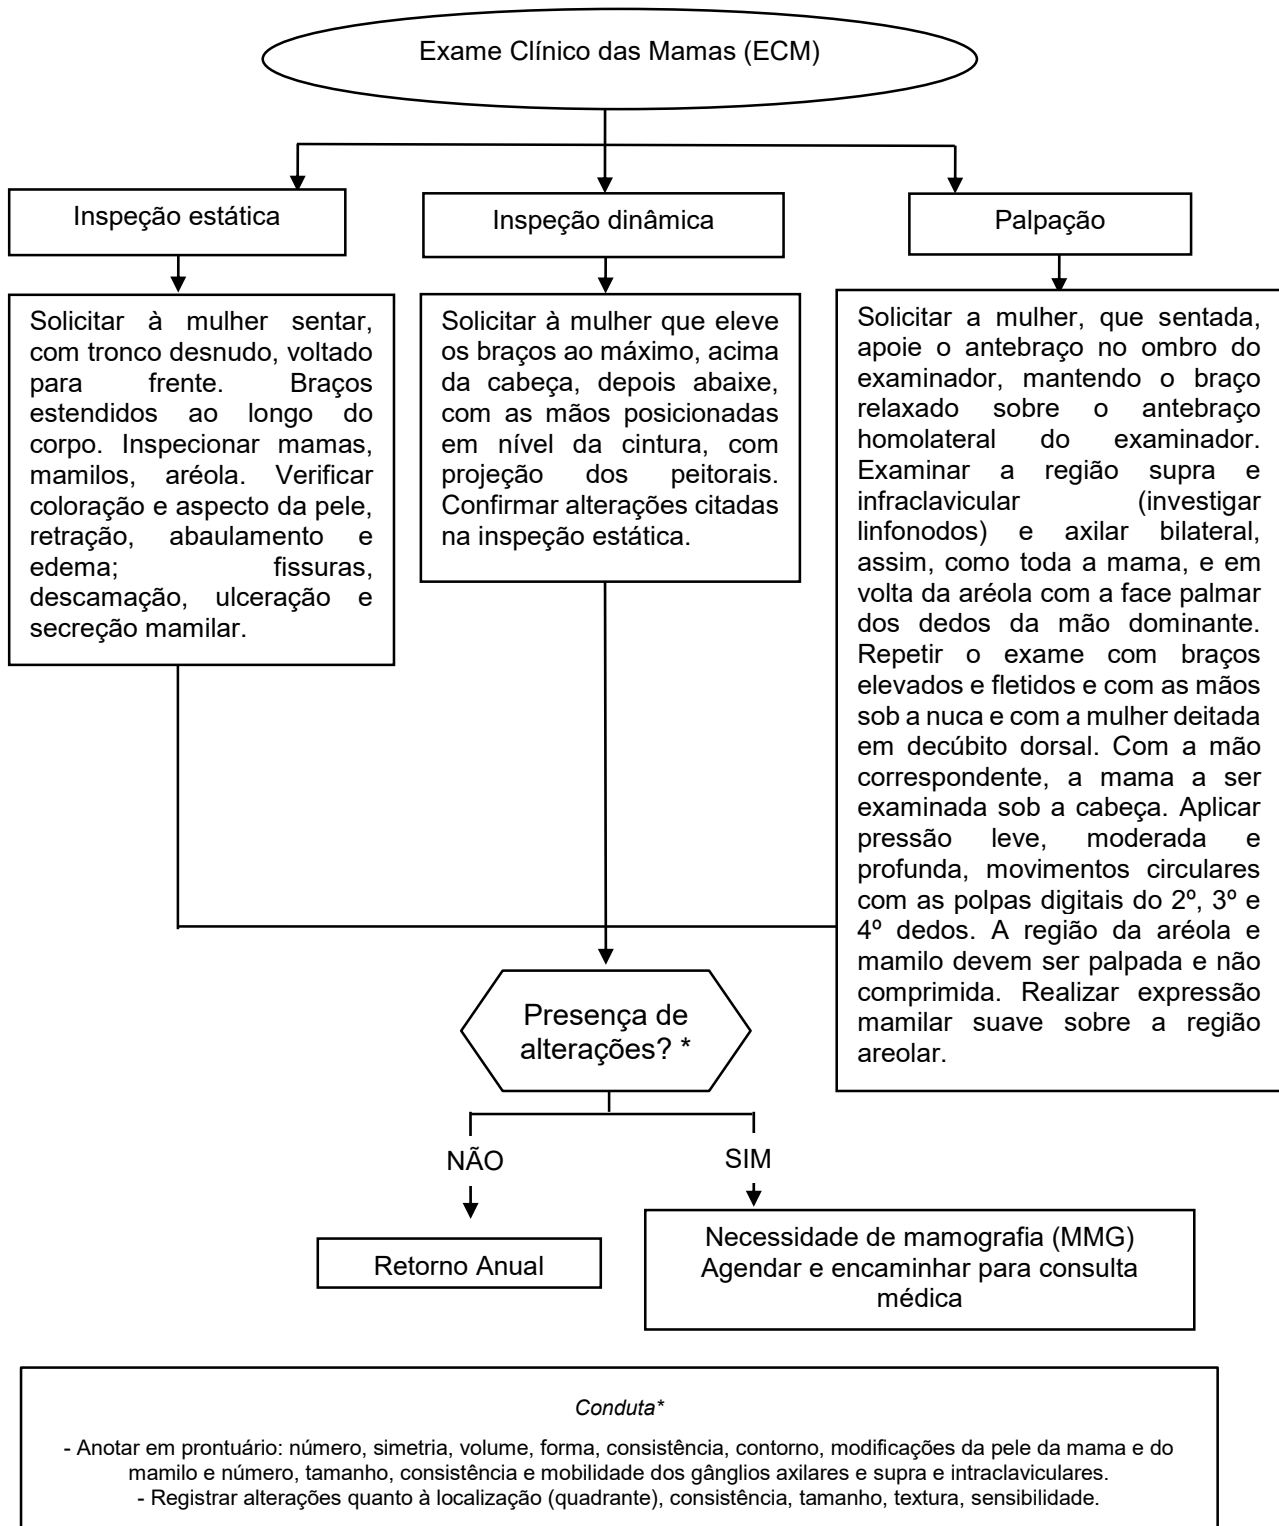 Exame Clínico das Mamas (ECM)
Inspeção estática
Inspeção dinâmica
Palpação
Solicitar à mulher sentar,
com tronco desnudo, voltado
para frente. Braços
estendidos ao longo do
corpo. Inspecionar mamas,
mamilos, aréola. Verificar
coloração e aspecto da pele,
retração, abaulamento e
edema; fissuras,
descamação, ulceração e
secreção mamilar.
Solicitar à mulher que eleve
os braços ao máximo, acima
da cabeça, depois abaixe,
com as mãos posicionadas
em nível da cintura, com
projeção dos peitorais.
Confirmar alterações citadas
na inspeção estática.
Solicitar a mulher, que sentada,
apoie o antebraço no ombro do
examinador, mantendo o braço
relaxado sobre o antebraço
homolateral do examinador.
Examinar a região supra e
infraclavicular (investigar
linfonodos) e axilar bilateral,
assim, como toda a mama, e em
volta da aréola com a face palmar
dos dedos da mão dominante.
Repetir o exame com braços
elevados e fletidos e com as mãos
sob a nuca e com a mulher deitada
em decúbito dorsal. Com a mão
correspondente, a mama a ser
examinada sob a cabeça. Aplicar
pressão leve, moderada e
profunda, movimentos circulares
com as polpas digitais do 2º, 3º e
4º dedos. A região da aréola e
mamilo devem ser palpada e não
comprimida. Realizar expressão
mamilar suave sobre a região
areolar.
Presença de
alterações? *
NÃO
SIM
Retorno Anual
Necessidade de mamografia (MMG)
Agendar e encaminhar para consulta
médica
Conduta*
- Anotar em prontuário: número, simetria, volume, forma, consistência, contorno, modificações da pele da mama e do
mamilo e número, tamanho, consistência e mobilidade dos gânglios axilares e supra e intraclaviculares.
- Registrar alterações quanto à localização (quadrante), consistência, tamanho, textura, sensibilidade.